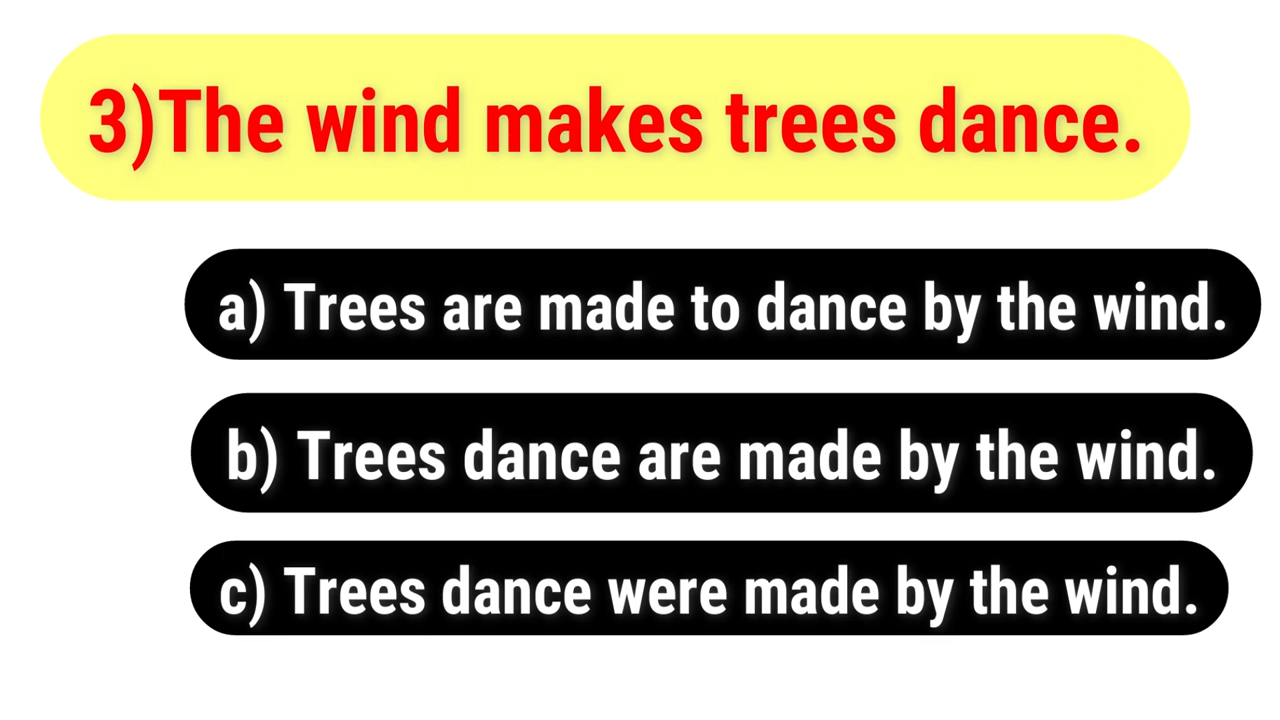 3)The wind makes trees dance.
a) Trees are made to dance by the wind.
b) Trees dance are made by the wind.
c) Trees dance were made by the wind.